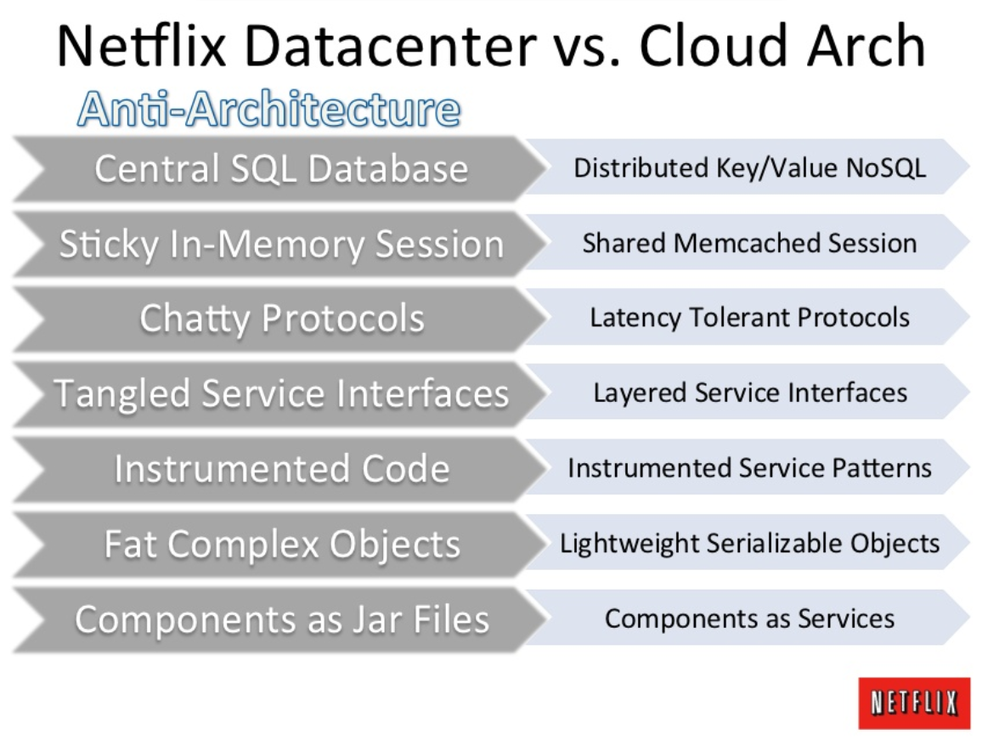 Netflix Datacenter vs. Cloud Arch
Anti-Architecture
Central SQL Database
Distributed Key/Value NoSQL
Sticky In-Memory Session
Shared Memcached Session
Chatty Protocols
Latency Tolerant Protocols
Tangled Service Interfaces
Layered Service Interfaces
Instrumented Code
Instrumented Service Patterns
Fat Complex Objects
Lightweight Serializable Objects
Components as Jar Files
Components as Services
NETFLIX